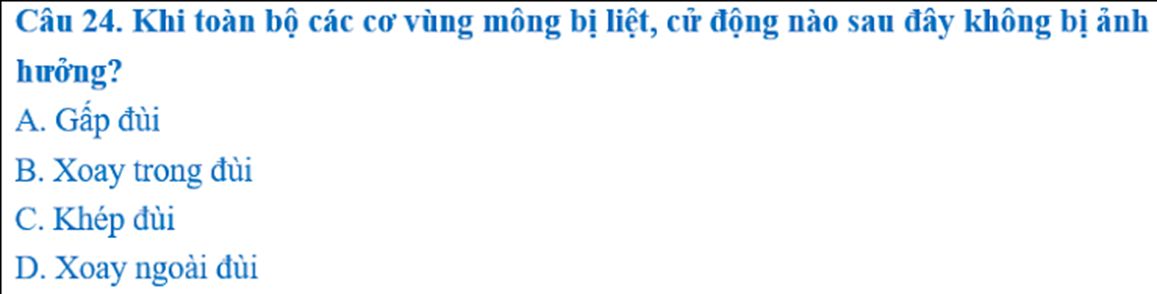 Câu 24. Khi toàn bộ các cơ vùng mông bị liệt, cử động nào sau đây không bị ảnh
hưởng?
A. Gấp đùi
B. Xoay trong đùi
C. Khép đùi
D. Xoay ngoài đùi